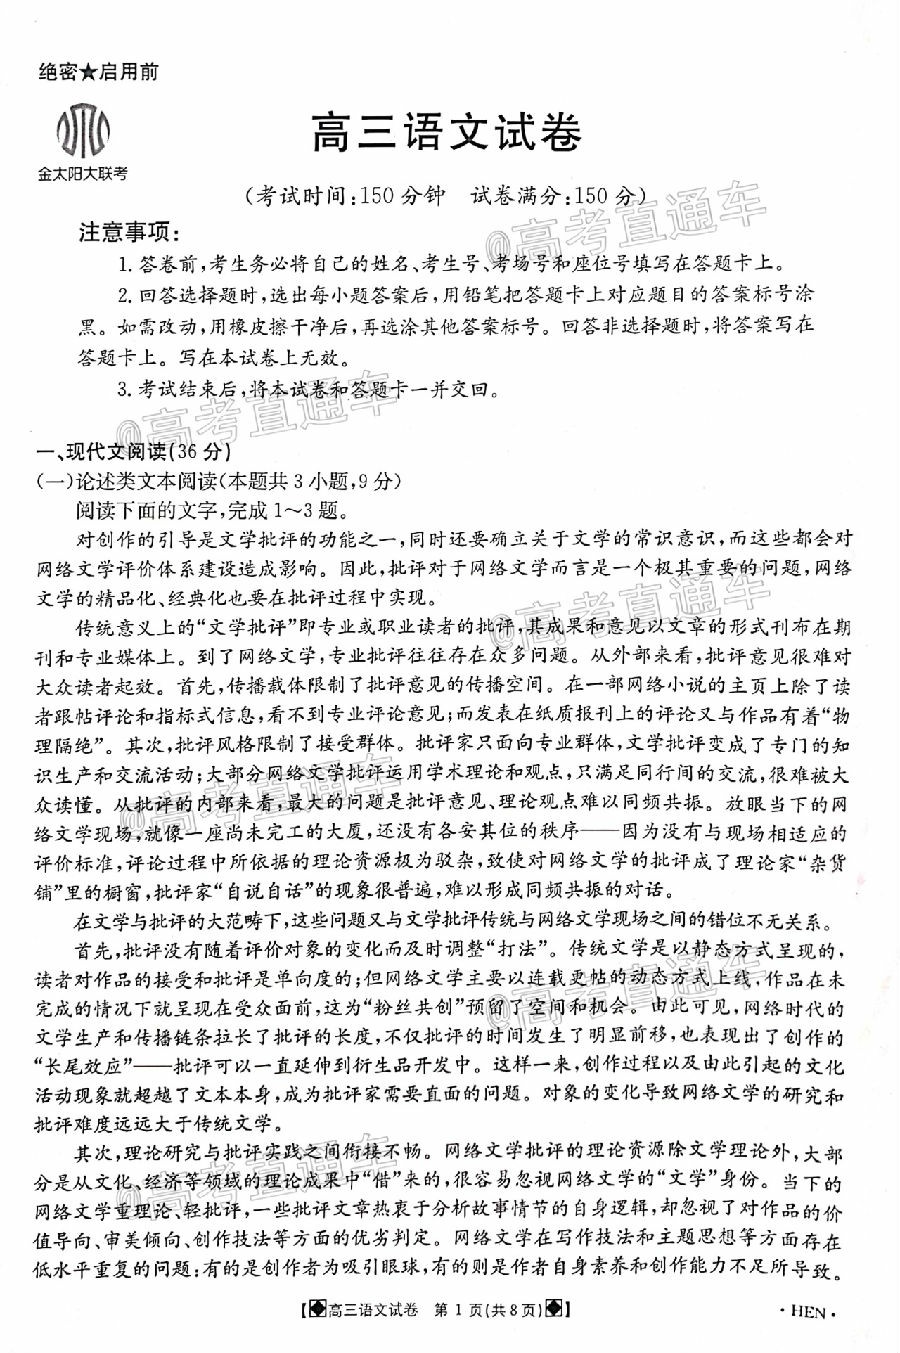 绝密★启用前
金太阳大联考
高三语文试卷
(考试时间:150分钟 试卷满分:150分)
注意事项:
1.答卷前,考生务必将自己的姓名、考生号、考场号和座位号填写在答题卡上。
2.回答选择题时,选出每小题答案后,用铅笔把答题卡上对应题目的答案标号涂
黑。如需改动,用橡皮擦干净后,再选涂其他答案标号。回答非选择题时,将答案写在
答题卡上。写在本试卷上无效。
3.考试结束后,将本试卷和答题卡一并交回。
一、现代文阅读(36分)
(一)论述类文本阅读(本题共3小题,9分)
阅读下面的文字,完成1~3题。
对创作的引导是文学批评的功能之一,同时还要确立关于文学的常识意识,而这些都会对
网络文学评价体系建设造成影响。因此,批评对于网络文学而言是一个极其重要的问题,网络
文学的精品化、经典化也要在批评过程中实现。
传统意义上的“文学批评”即专业或职业读者的批评,其成果和意见以文章的形式刊布在期
刊和专业媒体上。到了网络文学,专业批评往往存在众多问题。从外部来看,批评意见很难对
大众读者起效。首先,传播载体限制了批评意见的传播空间。在一部网络小说的主页上除了读
者跟帖评论和指标式信息,看不到专业评论意见;而发表在纸质报刊上的评论又与作品有着“物
理隔绝”。其次,批评风格限制了接受群体。批评家只面向专业群体,文学批评变成了专门的知
识生产和交流活动;大部分网络文学批评运用学术理论和观点,只满足同行间的交流,很难被大
众读懂。从批评的内部来看,最大的问题是批评意见、理论观点难以同频共振。放眼当下的网
络文学现场,就像一座尚未完工的大厦,还没有各安其位的秩序——因为没有与现场相适应的
评价标准,评论过程中所依据的理论资源极为驳杂,致使对网络文学的批评成了理论家“杂货
铺”里的橱窗,批评家“自说自话”的现象很普遍,难以形成同频共振的对话。
在文学与批评的大范畴下,这些问题又与文学批评传统与网络文学现场之间的错位不无关系。
首先,批评没有随着评价对象的变化而及时调整“打法”。传统文学是以静态方式呈现的,
读者对作品的接受和批评是单向度的;但网络文学主要以连载更帖的动态方式上线,作品在未
完成的情况下就呈现在受众面前,这为“粉丝共创”预留了空间和机会。由此可见,网络时代的
文学生产和传播链条拉长了批评的长度,不仅批评的时间发生了明显前移,也表现出了创作的
“长尾效应”——批评可以一直延伸到衍生品开发中。这样一来,创作过程以及由此引起的文化
活动现象就超越了文本本身,成为批评家需要直面的问题。对象的变化导致网络文学的研究和
批评难度远远大于传统文学。
其次,理论研究与批评实践之间衔接不畅。网络文学批评的理论资源除文学理论外,大部
分是从文化、经济等领域的理论成果中“借”来的,很容易忽视网络文学的“文学”身份。当下的
网络文学重理论、轻批评,一些批评文章热衷于分析故事情节的自身逻辑,却忽视了对作品的价
值导向、审美倾向、创作技法等方面的优劣判定。网络文学在写作技法和主题思想等方面存在
低水平重复的问题;有的是创作者为吸引眼球,有的则是作者自身素养和创作能力不足所导致。
【高三语文试卷 第1页(共8页)】
·HEN·
@高考直通车
@高考直通车
@高考直通车
@高考直通车
@高考直通车
@高考直通车